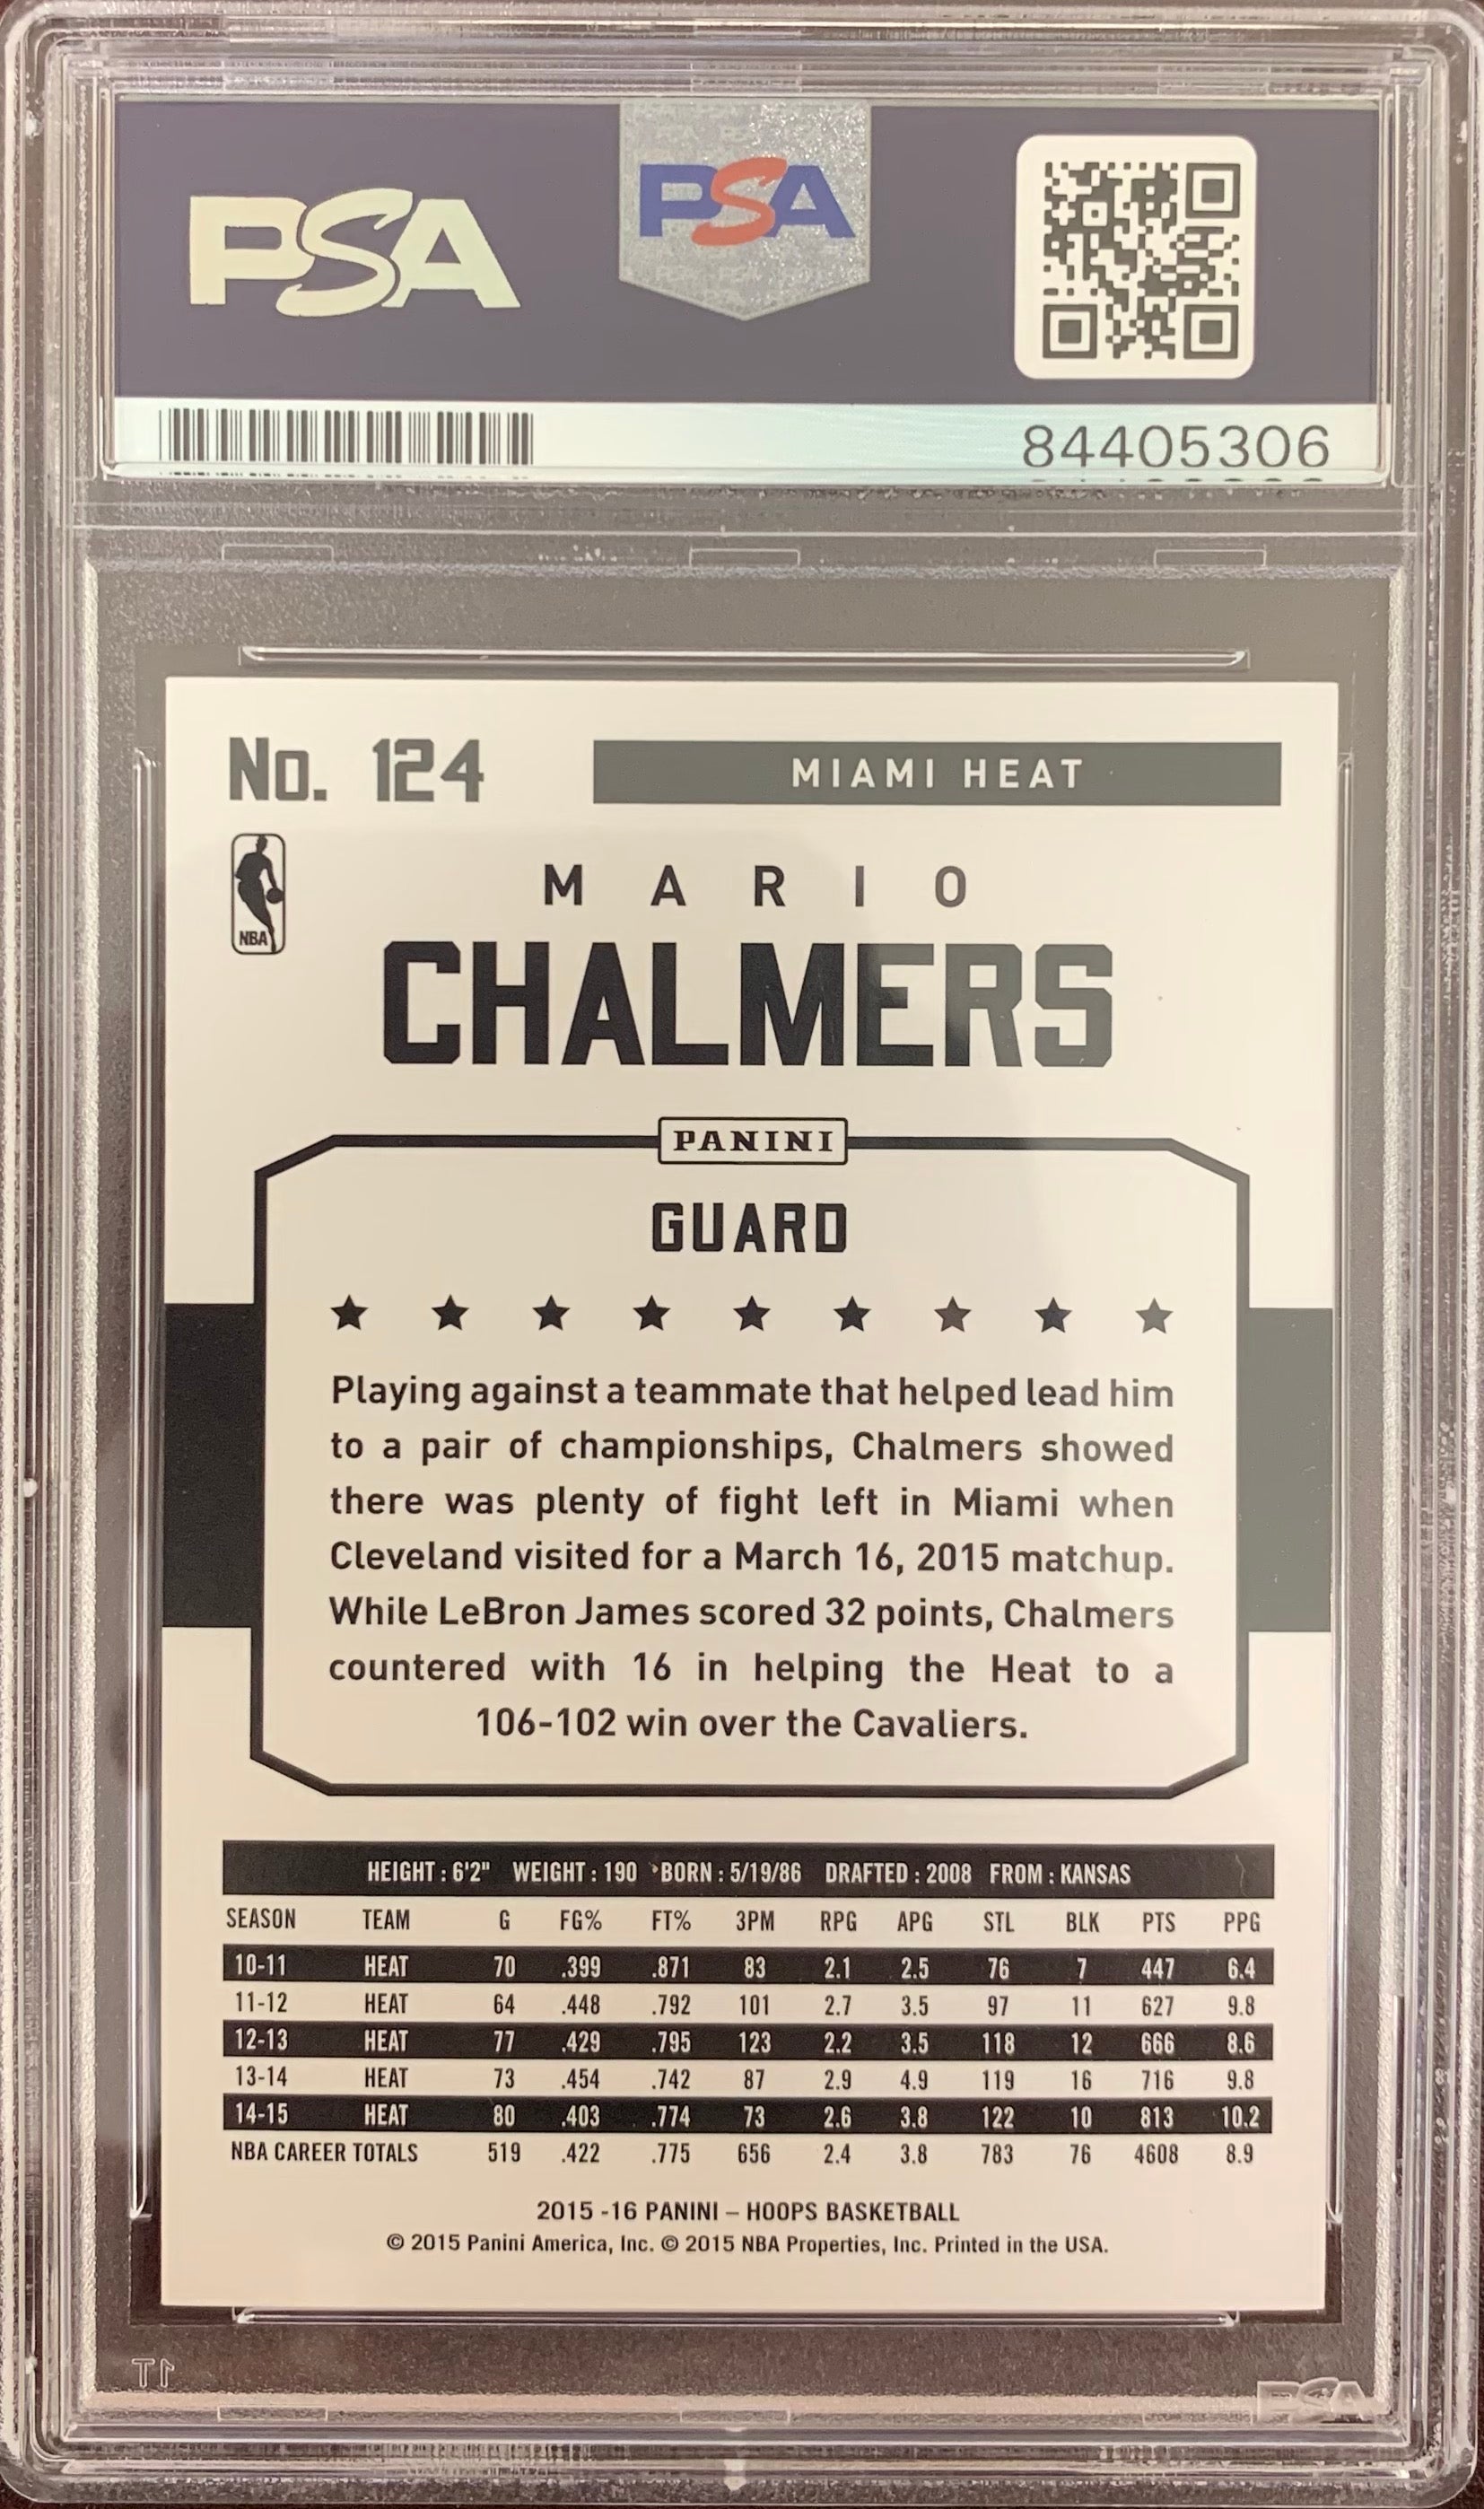 PSA
PSA
84405306
No. 124
MIAMI HEAT
NBA
MARIO
CHALMERS
PANINI
GUARD
Playing against a teammate that helped lead him
to a pair of championships, Chalmers showed
there was plenty of fight left in Miami when
Cleveland visited for a March 16, 2015 matchup.
While LeBron James scored 32 points, Chalmers
countered with 16 in helping the Heat to a
106-102 win over the Cavaliers.
HEIGHT : 6'2" WEIGHT : 190 BORN : 5/19/86 DRAFTED : 2008 FROM : KANSAS
SEASON TEAM G FG% FT% 3PM RPG APG STL BLK PTS PPG
10-11 HEAT 70 .399 .871 83 2.1 2.5 76 7 447 6.4
11-12 HEAT 64 .448 .792 101 2.7 3.5 97 11 627 9.8
12-13 HEAT 77 .429 .795 123 2.2 3.5 118 12 666 8.6
13-14 HEAT 73 .454 .742 87 2.9 4.9 119 16 716 9.8
14-15 HEAT 80 .403 .774 73 2.6 3.8 122 10 813 10.2
NBA CAREER TOTALS 519 .422 .775 656 2.4 3.8 783 76 4608 8.9
2015 -16 PANINI – HOOPS BASKETBALL
© 2015 Panini America, Inc. © 2015 NBA Properties, Inc. Printed in the USA.
PSA